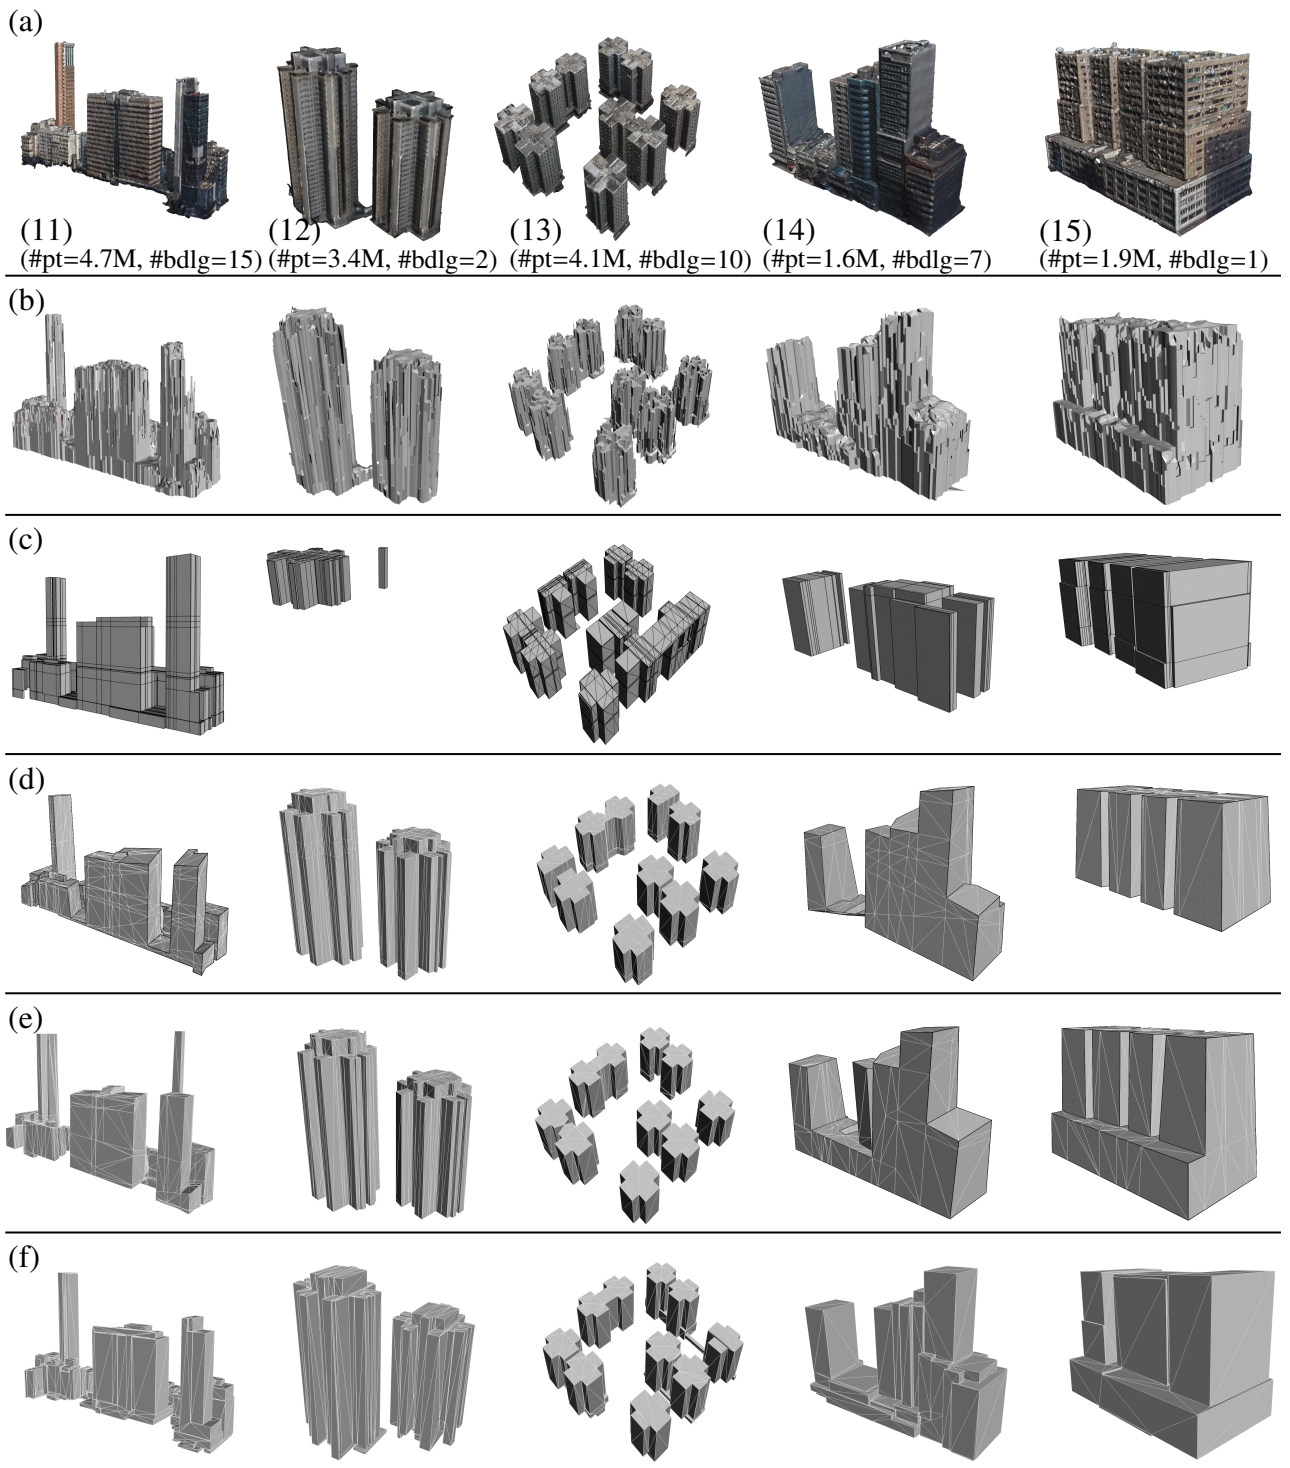 (a)
(11) (12) (13) (14) (15)
(#pt=4.7M, #bdlg=15) (#pt=3.4M, #bdlg=2) (#pt=4.1M, #bdlg=10) (#pt=1.6M, #bdlg=7) (#pt=1.9M, #bdlg=1)
(b)
(c)
(d)
(e)
(f)